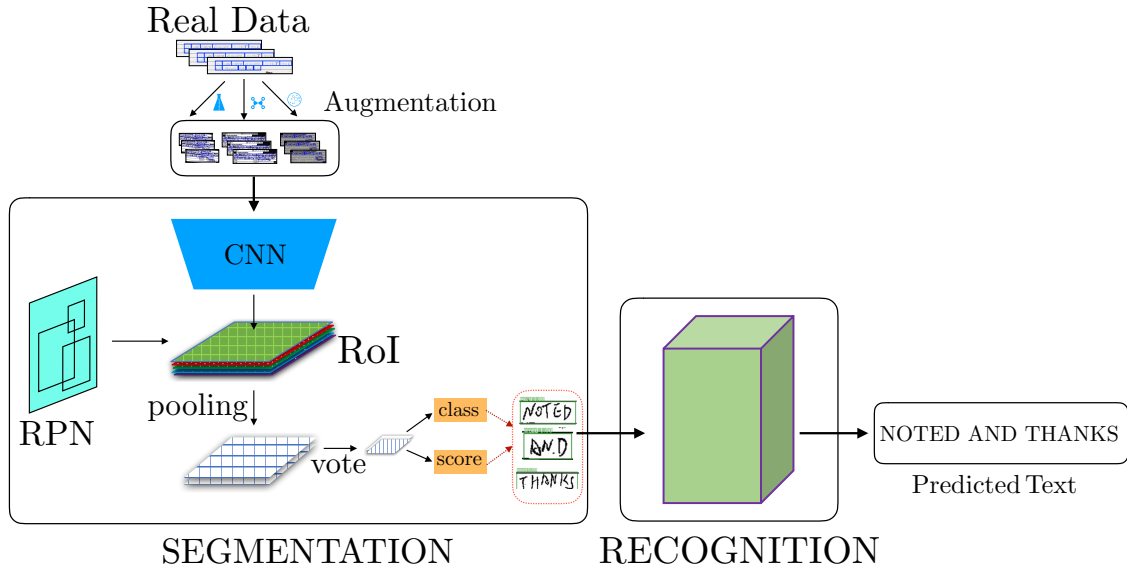 Real Data
Augmentation
CNN
RoI
RPN
pooling
vote
class
score
NOTED
AN.D
THANKS
NOTED AND THANKS
Predicted Text
SEGMENTATION
RECOGNITION